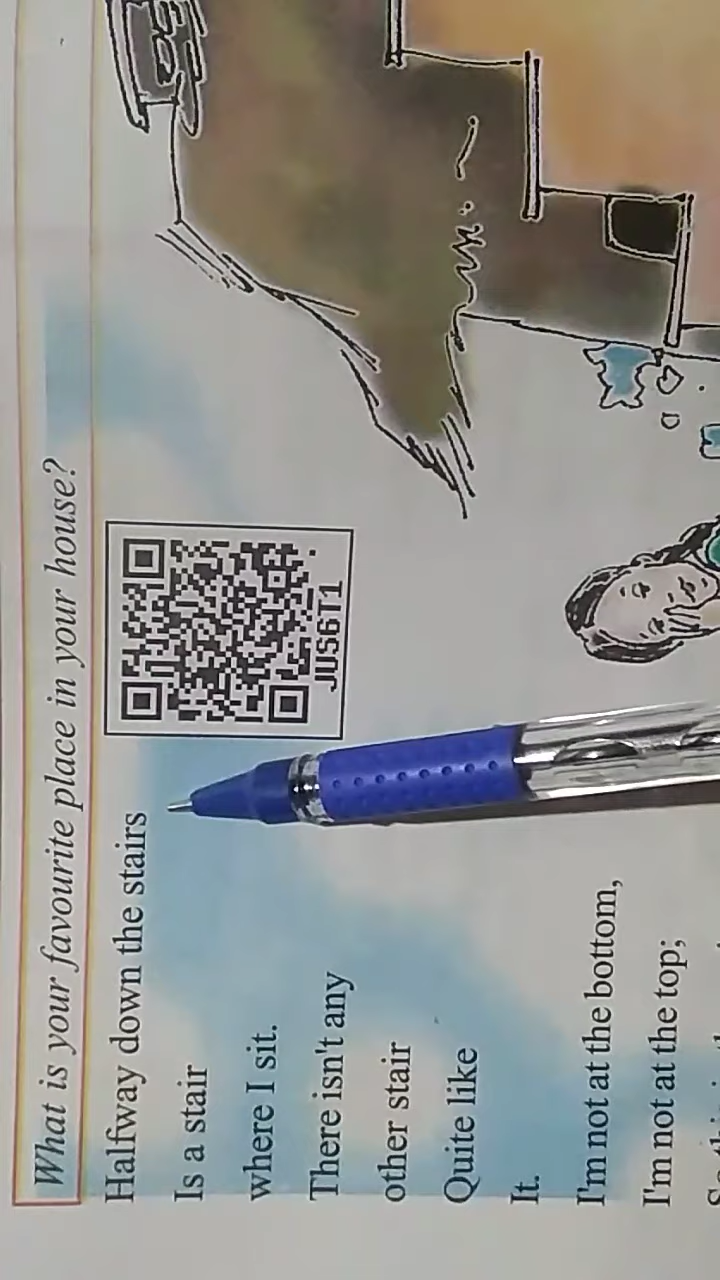 What is your favourite place in your house?
Halfway down the stairs
Is a stair
where I sit.
There isn't any
other stair
Quite like
It.
I'm not at the bottom,
I'm not at the top;
JUS6T1